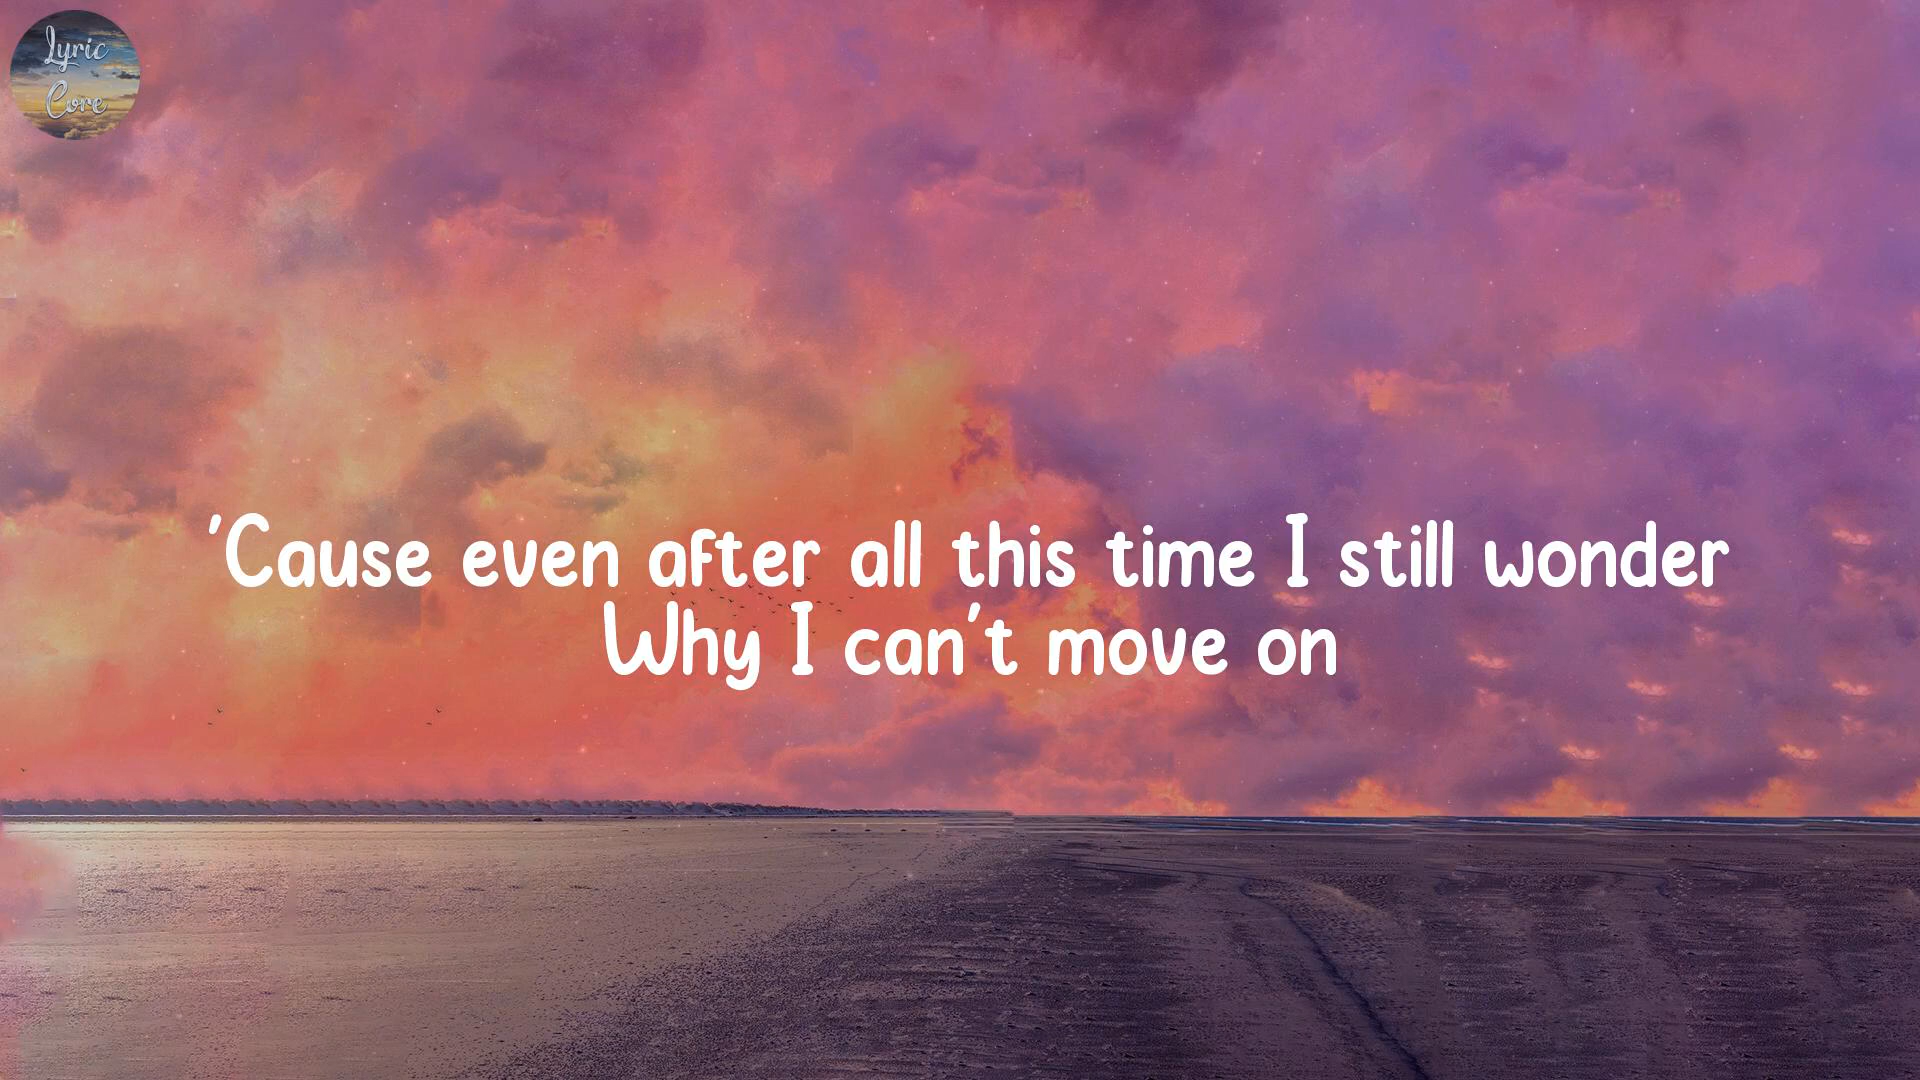 Lyric
Core
'Cause even after all this time I still wonder
Why I can't move on